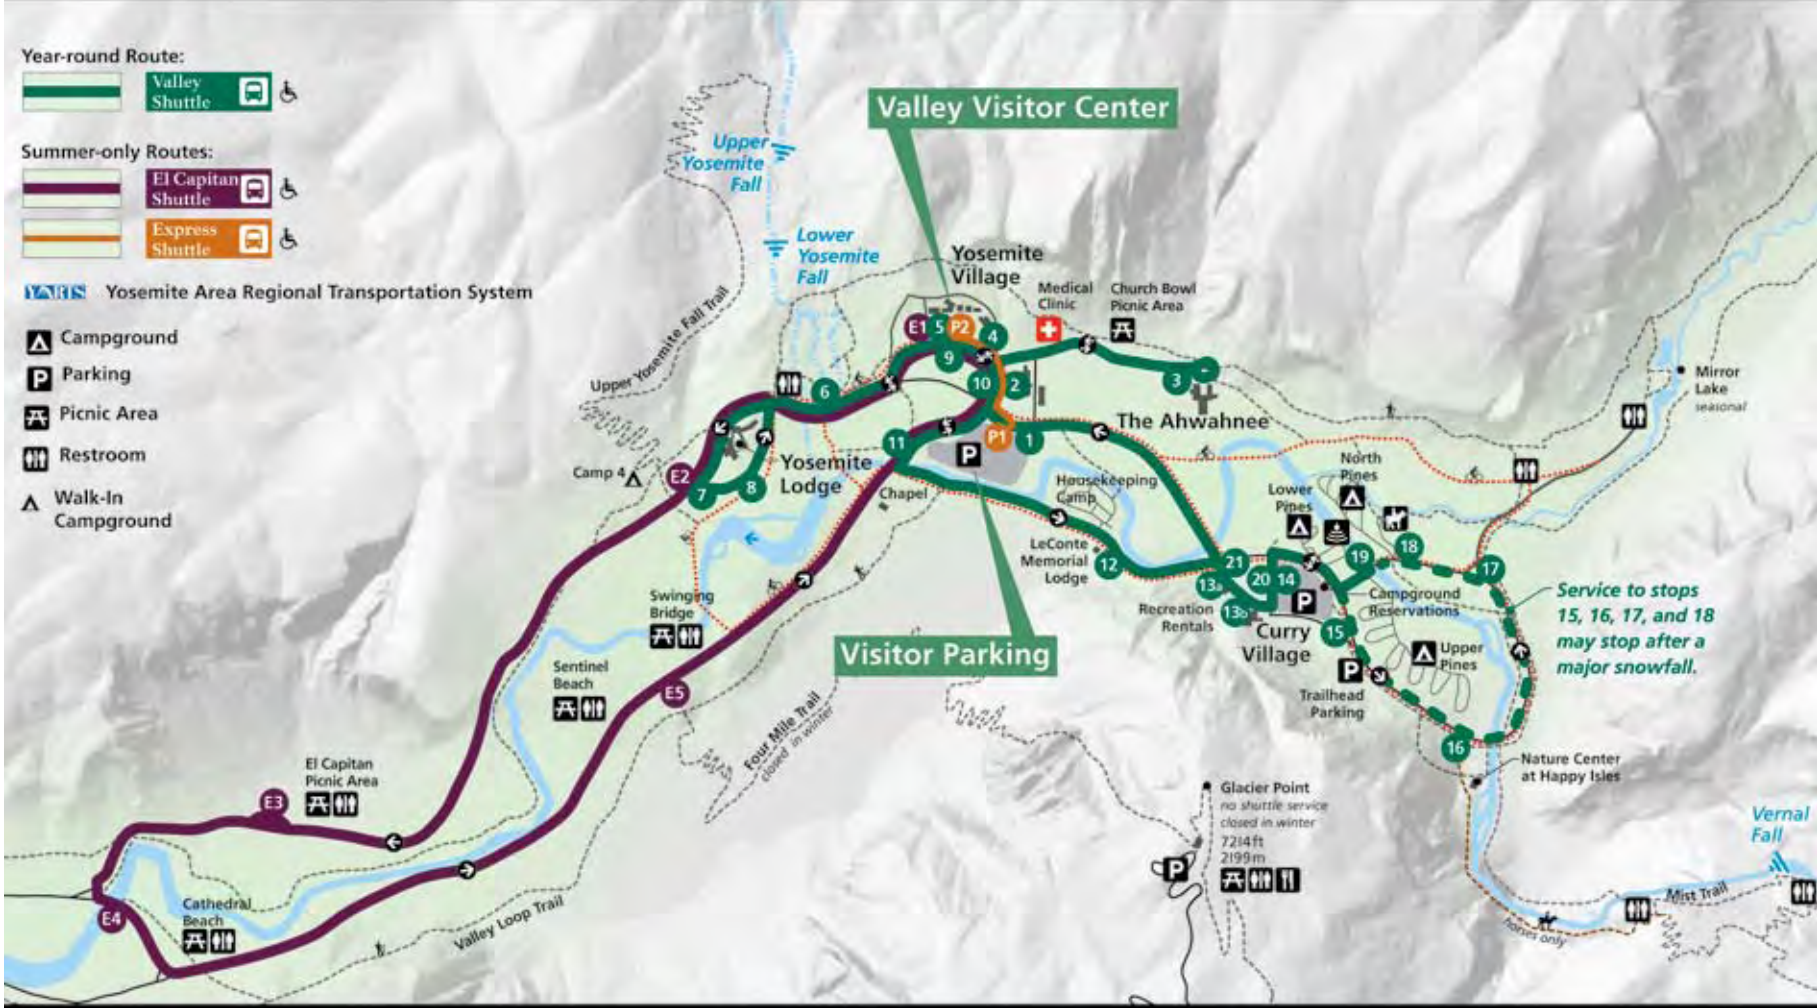 Year-round Route:
Valley
Shuttle
Summer-only Routes:
El Capitan
Shuttle
Express
Shuttle
YARTS Yosemite Area Regional Transportation System
Campground
P Parking
Picnic Area
Restroom
Walk-In
Campground
Valley Visitor Center
Upper
Yosemite
Fall
Lower
Yosemite
Fall
Yosemite
Village
Medical
Clinic
Church Bowl
Picnic Area
Upper Yosemite Fall Trail
E1
5
P2
4
9
10
2
3
6
Mirror
Lake
seasonal
The Ahwahnee
P1
1
P
11
Camp 4
E2
7
8
Yosemite
Lodge
Chapel
Housekeeping
Camp
North
Pines
Lower
Pines
LeConte
Memorial
Lodge
12
21
13a
20
14
P
19
18
17
13b
Recreation
Rentals
Campground
Reservations
Curry
Village
15
Service to stops
15, 16, 17, and 18
may stop after a
major snowfall.
Upper
Pines
P
Trailhead
Parking
16
Nature Center
at Happy Isles
Swinging
Bridge
Visitor Parking
Sentinel
Beach
E5
Four Mile Trail
closed in winter
El Capitan
Picnic Area
E3
Glacier Point
no shuttle service
closed in winter
7214ft
2199m
P
Vernal
Fall
Mist Trail
horses only
E4
Cathedral
Beach
Valley Loop Trail